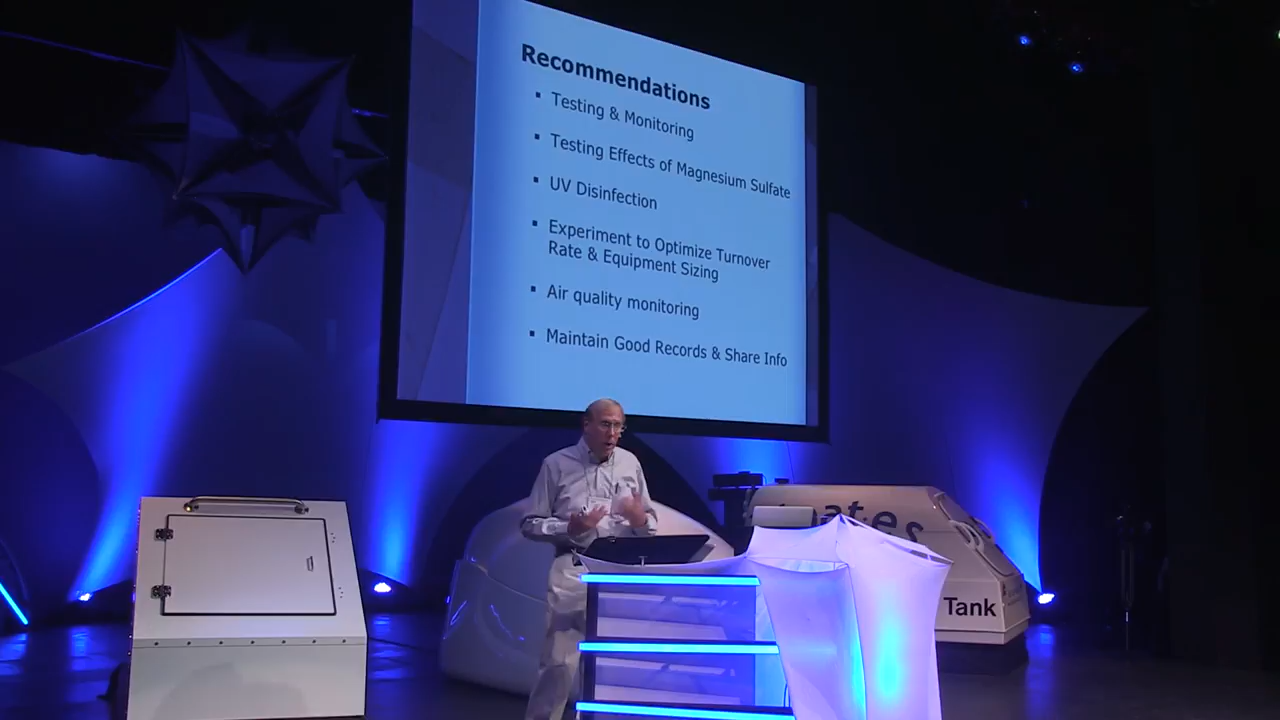 Recommendations
▪ Testing & Monitoring
▪ Testing Effects of Magnesium Sulfate
▪ UV Disinfection
▪ Experiment to Optimize Turnover
Rate & Equipment Sizing
▪ Air quality monitoring
▪ Maintain Good Records & Share Info
Tank